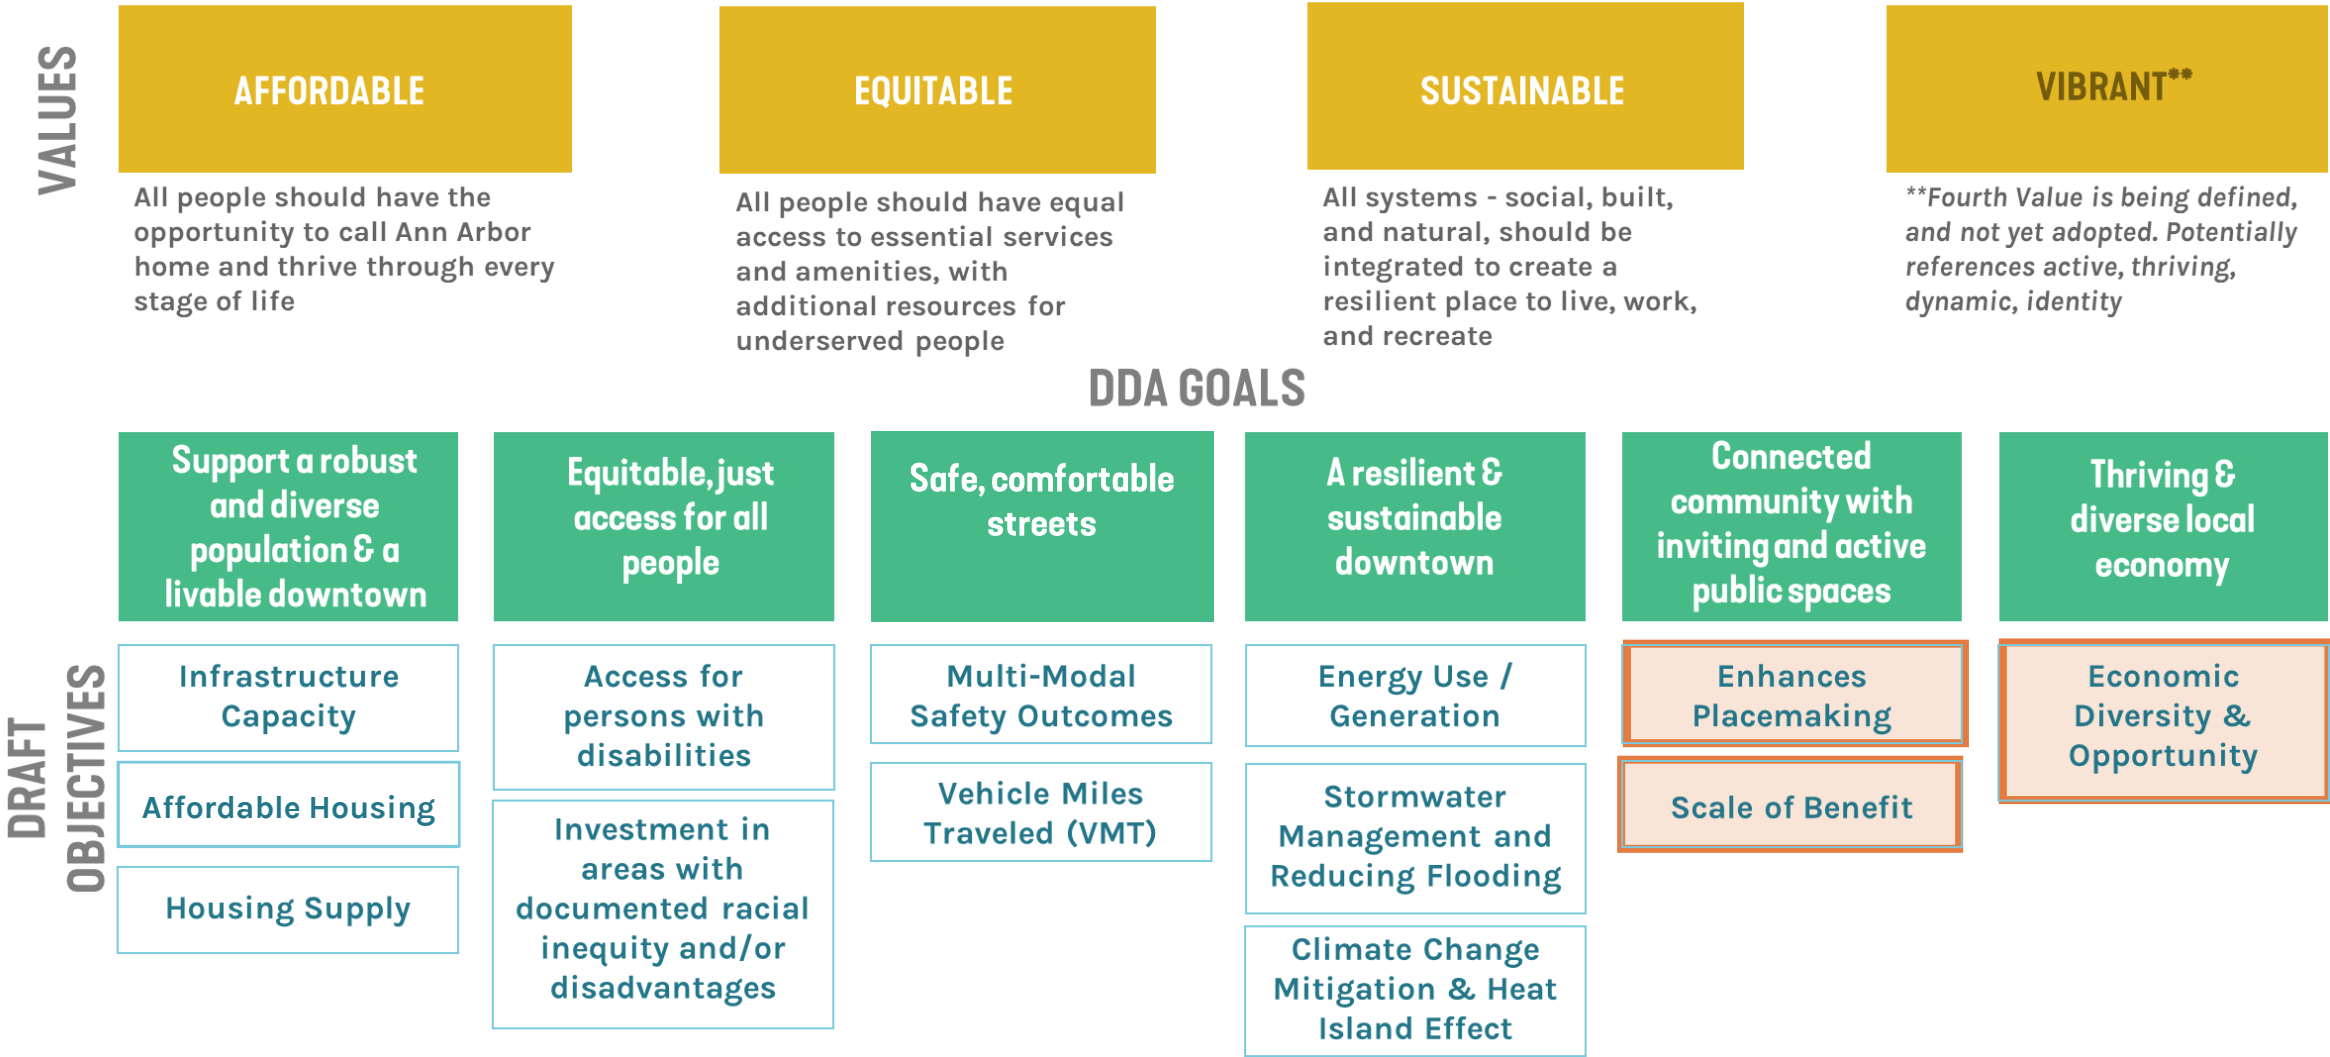 VALUES
AFFORDABLE
All people should have the
opportunity to call Ann Arbor
home and thrive through every
stage of life
EQUITABLE
All people should have equal
access to essential services
and amenities, with
additional resources for
underserved people
SUSTAINABLE
All systems - social, built,
and natural, should be
integrated to create a
resilient place to live, work,
and recreate
VIBRANT**
**Fourth Value is being defined,
and not yet adopted. Potentially
references active, thriving,
dynamic, identity
DDA GOALS
Support a robust
and diverse
population & a
livable downtown
Equitable, just
access for all
people
Safe, comfortable
streets
A resilient &
sustainable
downtown
Connected
community with
inviting and active
public spaces
Thriving &
diverse local
economy
DRAFT
OBJECTIVES
Infrastructure
Capacity
Affordable Housing
Housing Supply
Access for
persons with
disabilities
Investment in
areas with
documented racial
inequity and/or
disadvantages
Multi-Modal
Safety Outcomes
Vehicle Miles
Traveled (VMT)
Energy Use /
Generation
Stormwater
Management and
Reducing Flooding
Climate Change
Mitigation & Heat
Island Effect
Enhances
Placemaking
Scale of Benefit
Economic
Diversity &
Opportunity